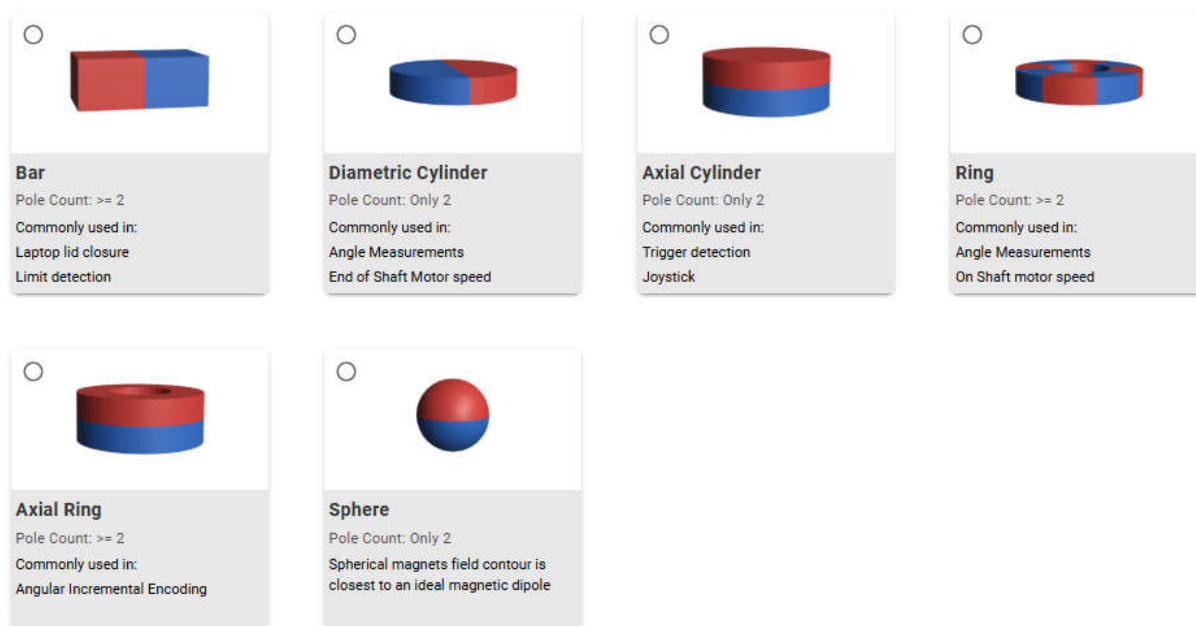 Bar
Pole Count: >= 2
Commonly used in:
Laptop lid closure
Limit detection
Diametric Cylinder
Pole Count: Only 2
Commonly used in:
Angle Measurements
End of Shaft Motor speed
Axial Cylinder
Pole Count: Only 2
Commonly used in:
Trigger detection
Joystick
Ring
Pole Count: >= 2
Commonly used in:
Angle Measurements
On Shaft motor speed
Axial Ring
Pole Count: >= 2
Commonly used in:
Angular Incremental Encoding
Sphere
Pole Count: Only 2
Spherical magnets field contour is
closest to an ideal magnetic dipole